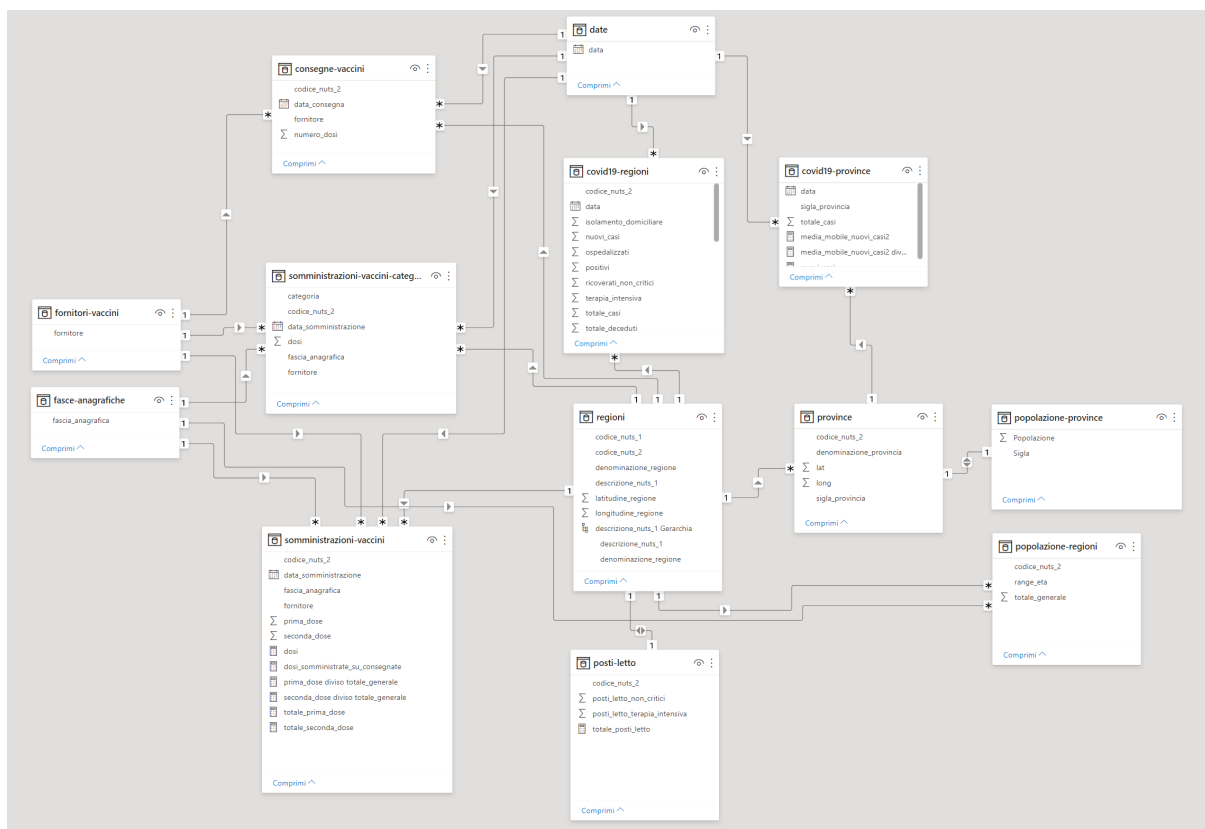 date
data
Comprimi
consegne-vaccini
codice_nuts_2
data_consegna
fornitore
numero_dosi
Comprimi
covid19-regioni
codice_nuts_2
data
isolamento_domiciliare
nuovi_casi
ospedalizzati
positivi
ricoverati_non_critici
terapia_intensiva
totale_casi
totale_deceduti
Comprimi
covid19-province
data
sigla_provincia
totale_casi
media_mobile_nuovi_casi2
media_mobile_nuovi_casi2 div...
Comprimi
somministrazioni-vaccini-categ...
categoria
codice_nuts_2
data_somministrazione
dosi
fascia_anagrafica
fornitore
Comprimi
fornitori-vaccini
fornitore
Comprimi
fasce-anagrafiche
fascia_anagrafica
Comprimi
regioni
codice_nuts_1
codice_nuts_2
denominazione_regione
descrizione_nuts_1
latitudine_regione
longitudine_regione
descrizione_nuts_1 Gerarchia
descrizione_nuts_1
denominazione_regione
Comprimi
province
codice_nuts_2
denominazione_provincia
lat
long
sigla_provincia
Comprimi
popolazione-province
Popolazione
Sigla
Comprimi
somministrazioni-vaccini
codice_nuts_2
data_somministrazione
fascia_anagrafica
fornitore
prima_dose
seconda_dose
dosi
dosi_somministrate_su_consegnate
prima_dose diviso totale_generale
seconda_dose diviso totale_generale
totale_prima_dose
totale_seconda_dose
Comprimi
popolazione-regioni
codice_nuts_2
range_eta
totale_generale
Comprimi
posti-letto
codice_nuts_2
posti_letto_non_critici
posti_letto_terapia_intensiva
totale_posti_letto
Comprimi